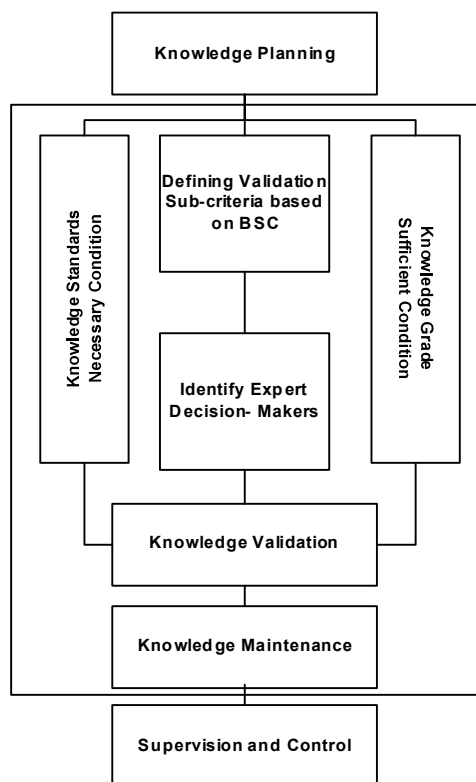 Knowledge Planning
Knowledge Standards
Necessary Condition
Defining Validation
Sub-criteria based
on BSC
Knowledge Grade
Sufficient Condition
Identify Expert
Decision- Makers
Knowledge Validation
Knowledge Maintenance
Supervision and Control